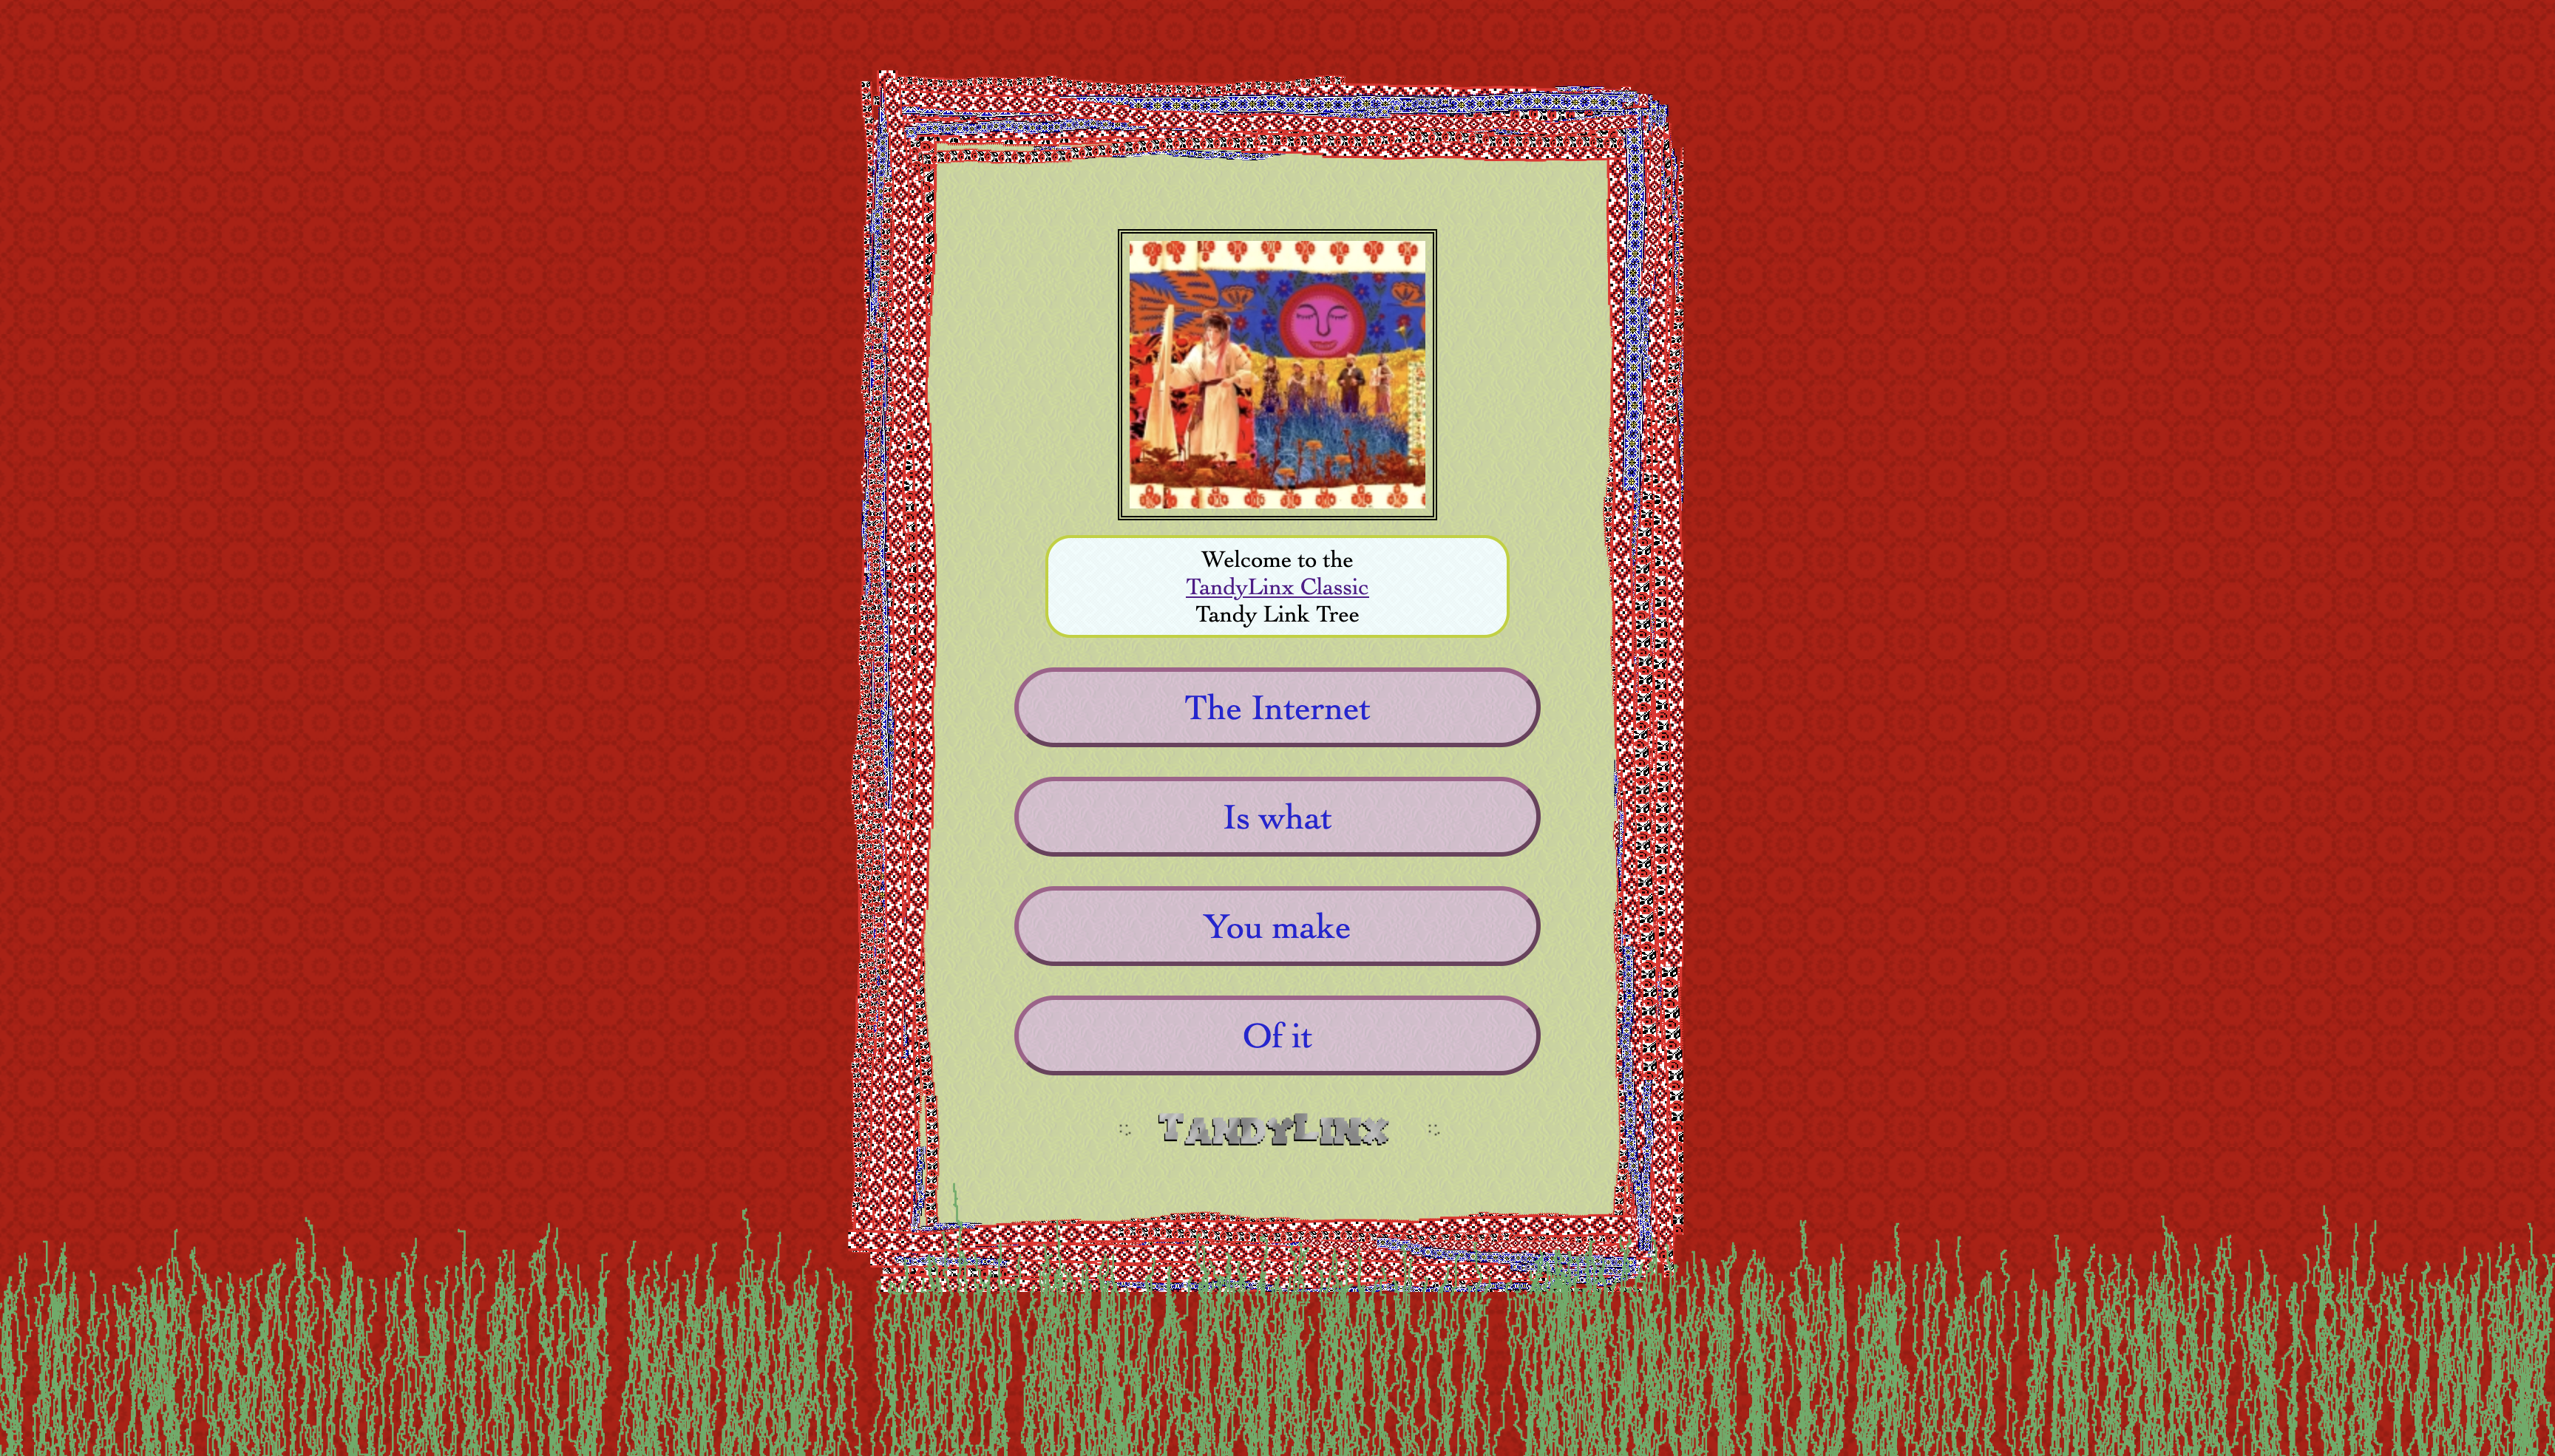 Welcome to the
TandyLinx Classic
Tandy Link Tree
The Internet
Is what
You make
Of it
TANDYLINX